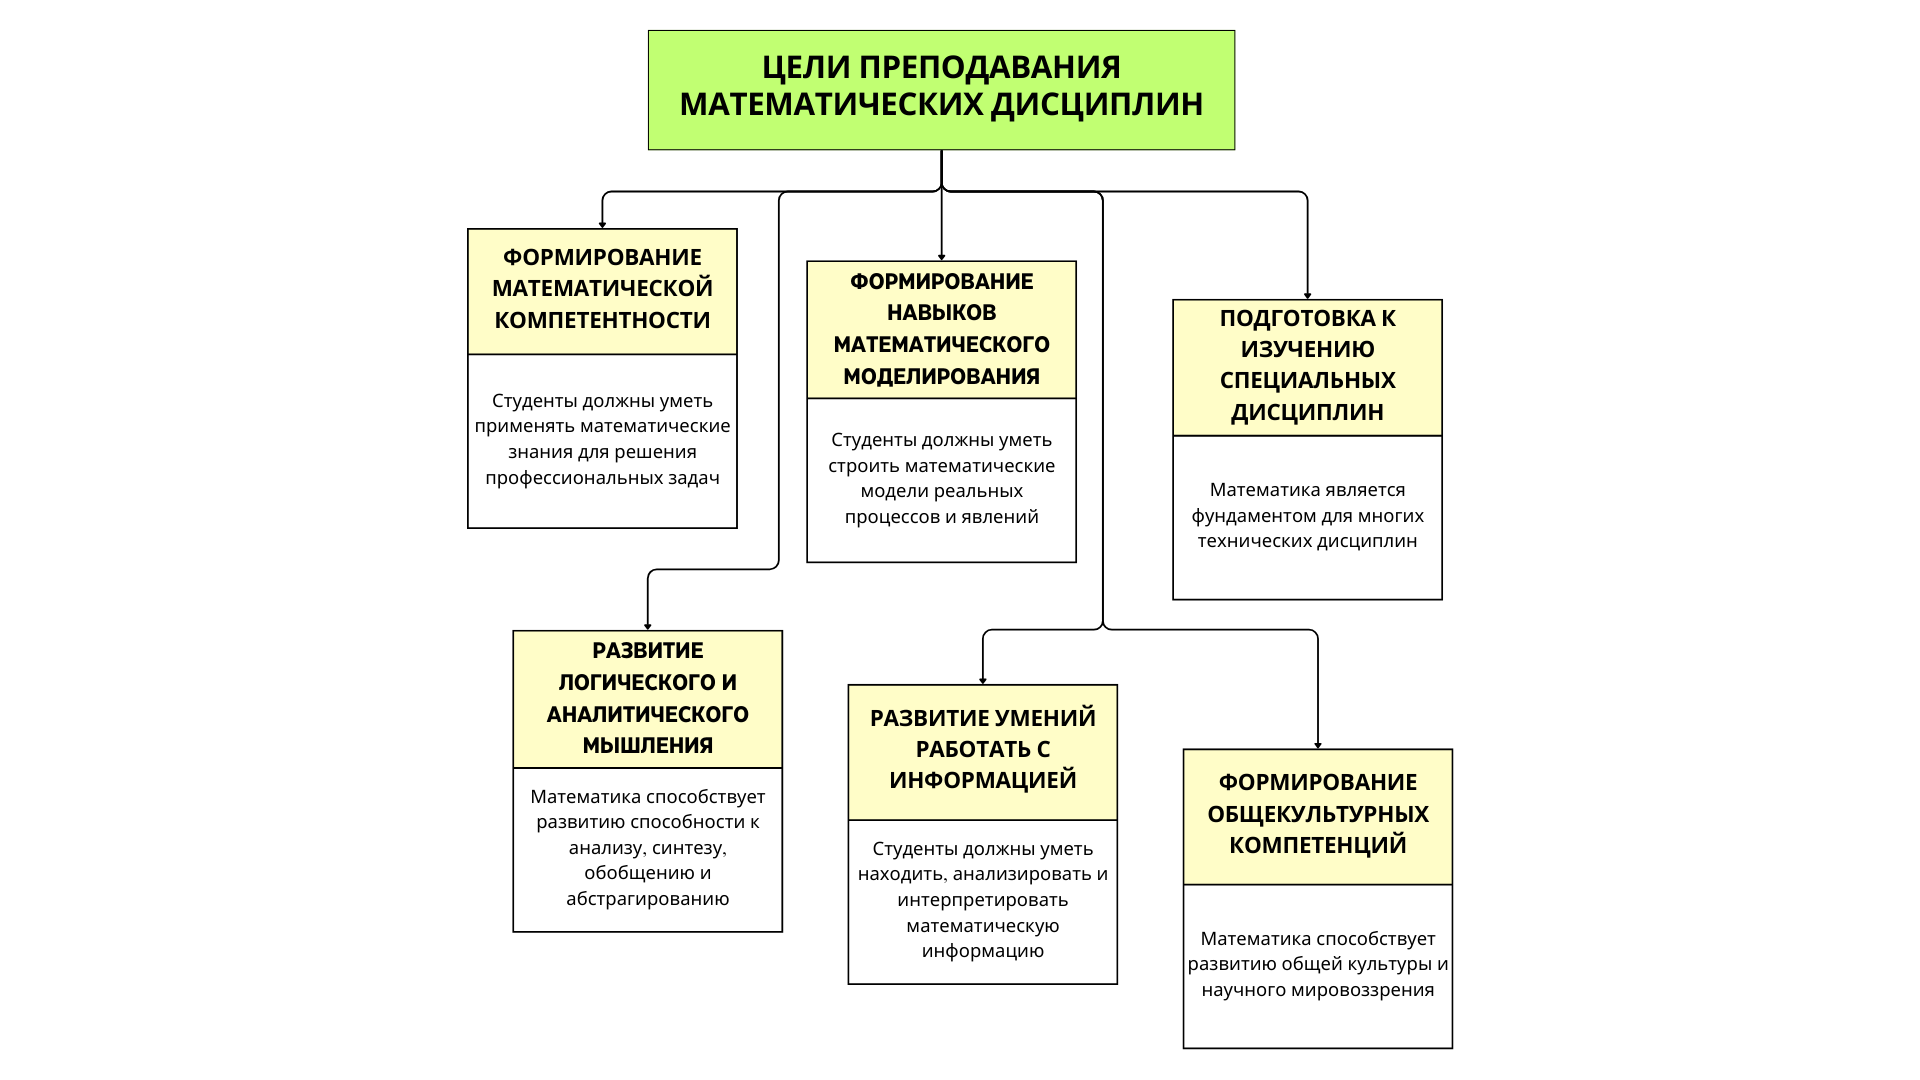 ЦЕЛИ ПРЕПОДАВАНИЯ
МАТЕМАТИЧЕСКИХ ДИСЦИПЛИН
ФОРМИРОВАНИЕ
МАТЕМАТИЧЕСКОЙ
КОМПЕТЕНТНОСТИ
Студенты должны уметь
применять математические
знания для решения
профессиональных задач
ФОРМИРОВАНИЕ
НАВЫКОВ
МАТЕМАТИЧЕСКОГО
МОДЕЛИРОВАНИЯ
Студенты должны уметь
строить математические
модели реальных
процессов и явлений
ПОДГОТОВКА К
ИЗУЧЕНИЮ
СПЕЦИАЛЬНЫХ
ДИСЦИПЛИН
Математика является
фундаментом для многих
технических дисциплин
РАЗВИТИЕ
ЛОГИЧЕСКОГО И
АНАЛИТИЧЕСКОГО
МЫШЛЕНИЯ
Математика способствует
развитию способности к
анализу, синтезу,
обобщению и
абстрагированию
РАЗВИТИЕ УМЕНИЙ
РАБОТАТЬ С
ИНФОРМАЦИЕЙ
Студенты должны уметь
находить, анализировать и
интерпретировать
математическую
информацию
ФОРМИРОВАНИЕ
ОБЩЕКУЛЬТУРНЫХ
КОМПЕТЕНЦИЙ
Математика способствует
развитию общей культуры и
научного мировоззрения